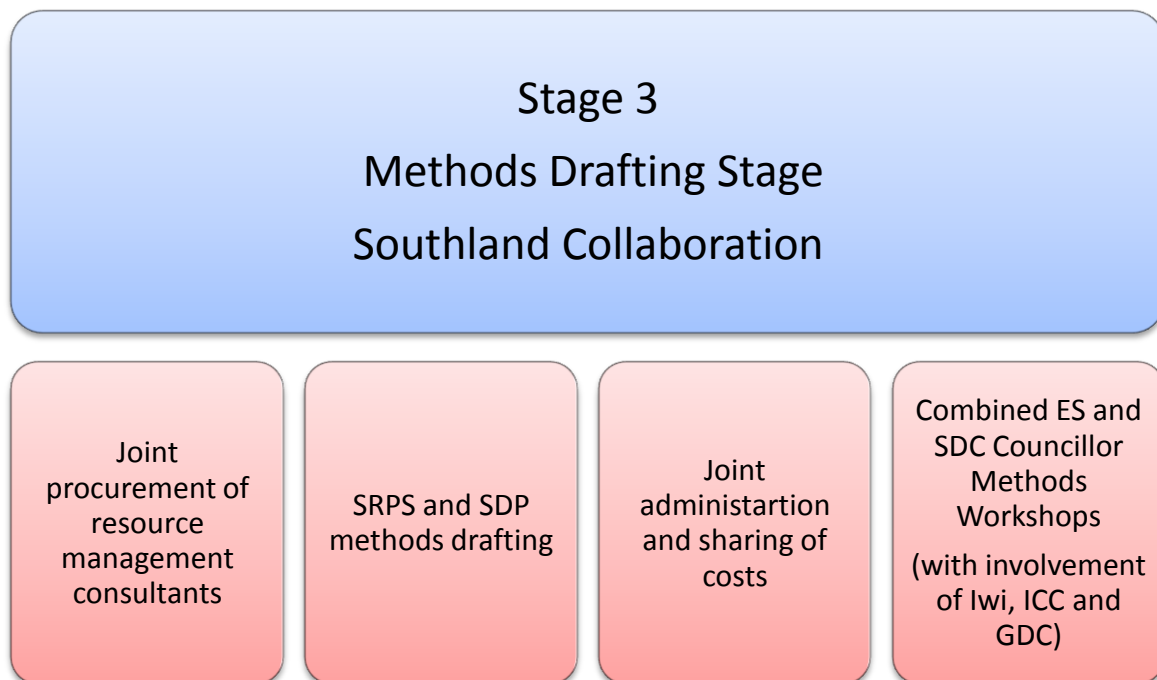 Stage 3
Methods Drafting Stage
Southland Collaboration
Joint
procurement of
resource
management
consultants
SRPS and SDP
methods drafting
Joint
administartion
and sharing of
costs
Combined ES and
SDC Councillor
Methods
Workshops
(with involvement
of Iwi, ICC and
GDC)